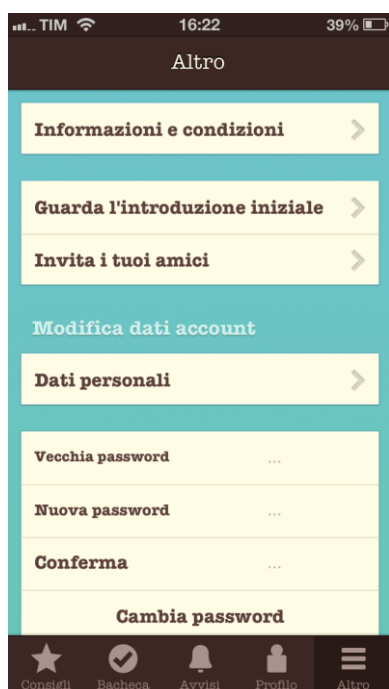 TIM 16:22 39%
Altro
Informazioni e condizioni
Guarda l'introduzione iniziale
Invita i tuoi amici
Modifica dati account
Dati personali
Vecchia password ...
Nuova password ...
Conferma ...
Cambia password
Consigli Bacheca Avvisi Profilo Altro